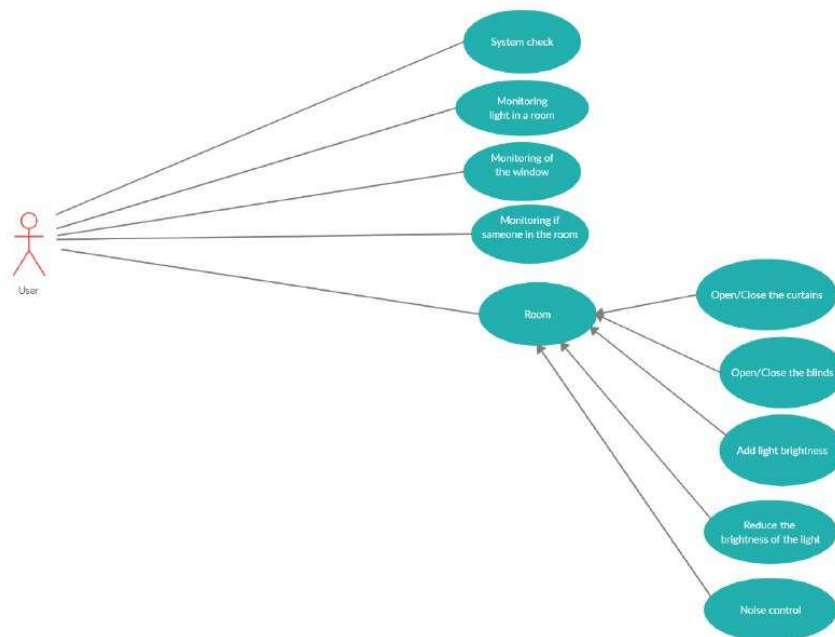 System check
Monitoring
light in a room
Monitoring of
the window
Monitoring if
sameone in the room
User
Room
Open/Close the curtains
Open/Close the blinds
Add light brightness
Reduce the
brightness of the light
Noise control